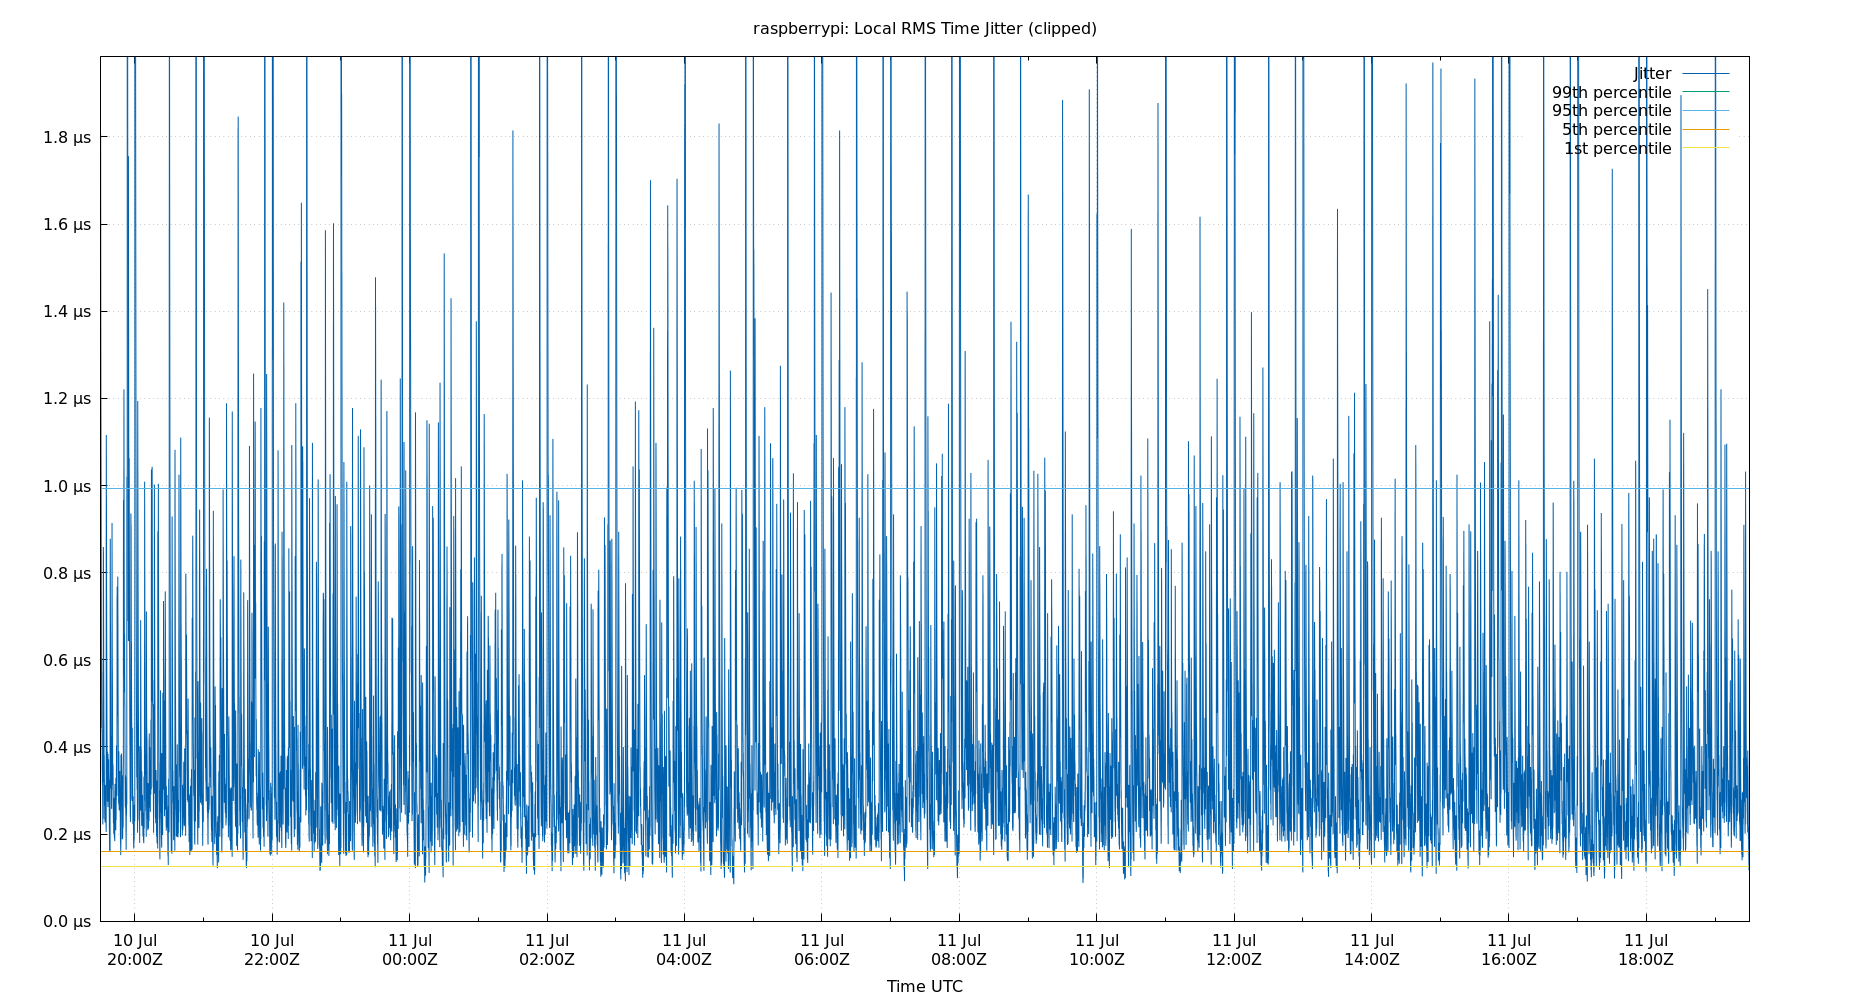 raspberrypi: Local RMS Time Jitter (clipped)
Jitter
99th percentile
95th percentile
5th percentile
1st percentile
1.8 μs
1.6 μs
1.4 μs
1.2 μs
1.0 μs
0.8 μs
0.6 μs
0.4 μs
0.2 μs
0.0 μs
10 Jul 10 Jul 11 Jul 11 Jul 11 Jul 11 Jul 11 Jul 11 Jul 11 Jul 11 Jul 11 Jul 11 Jul
20:00Z 22:00Z 00:00Z 02:00Z 04:00Z 06:00Z 08:00Z 10:00Z 12:00Z 14:00Z 16:00Z 18:00Z
Time UTC